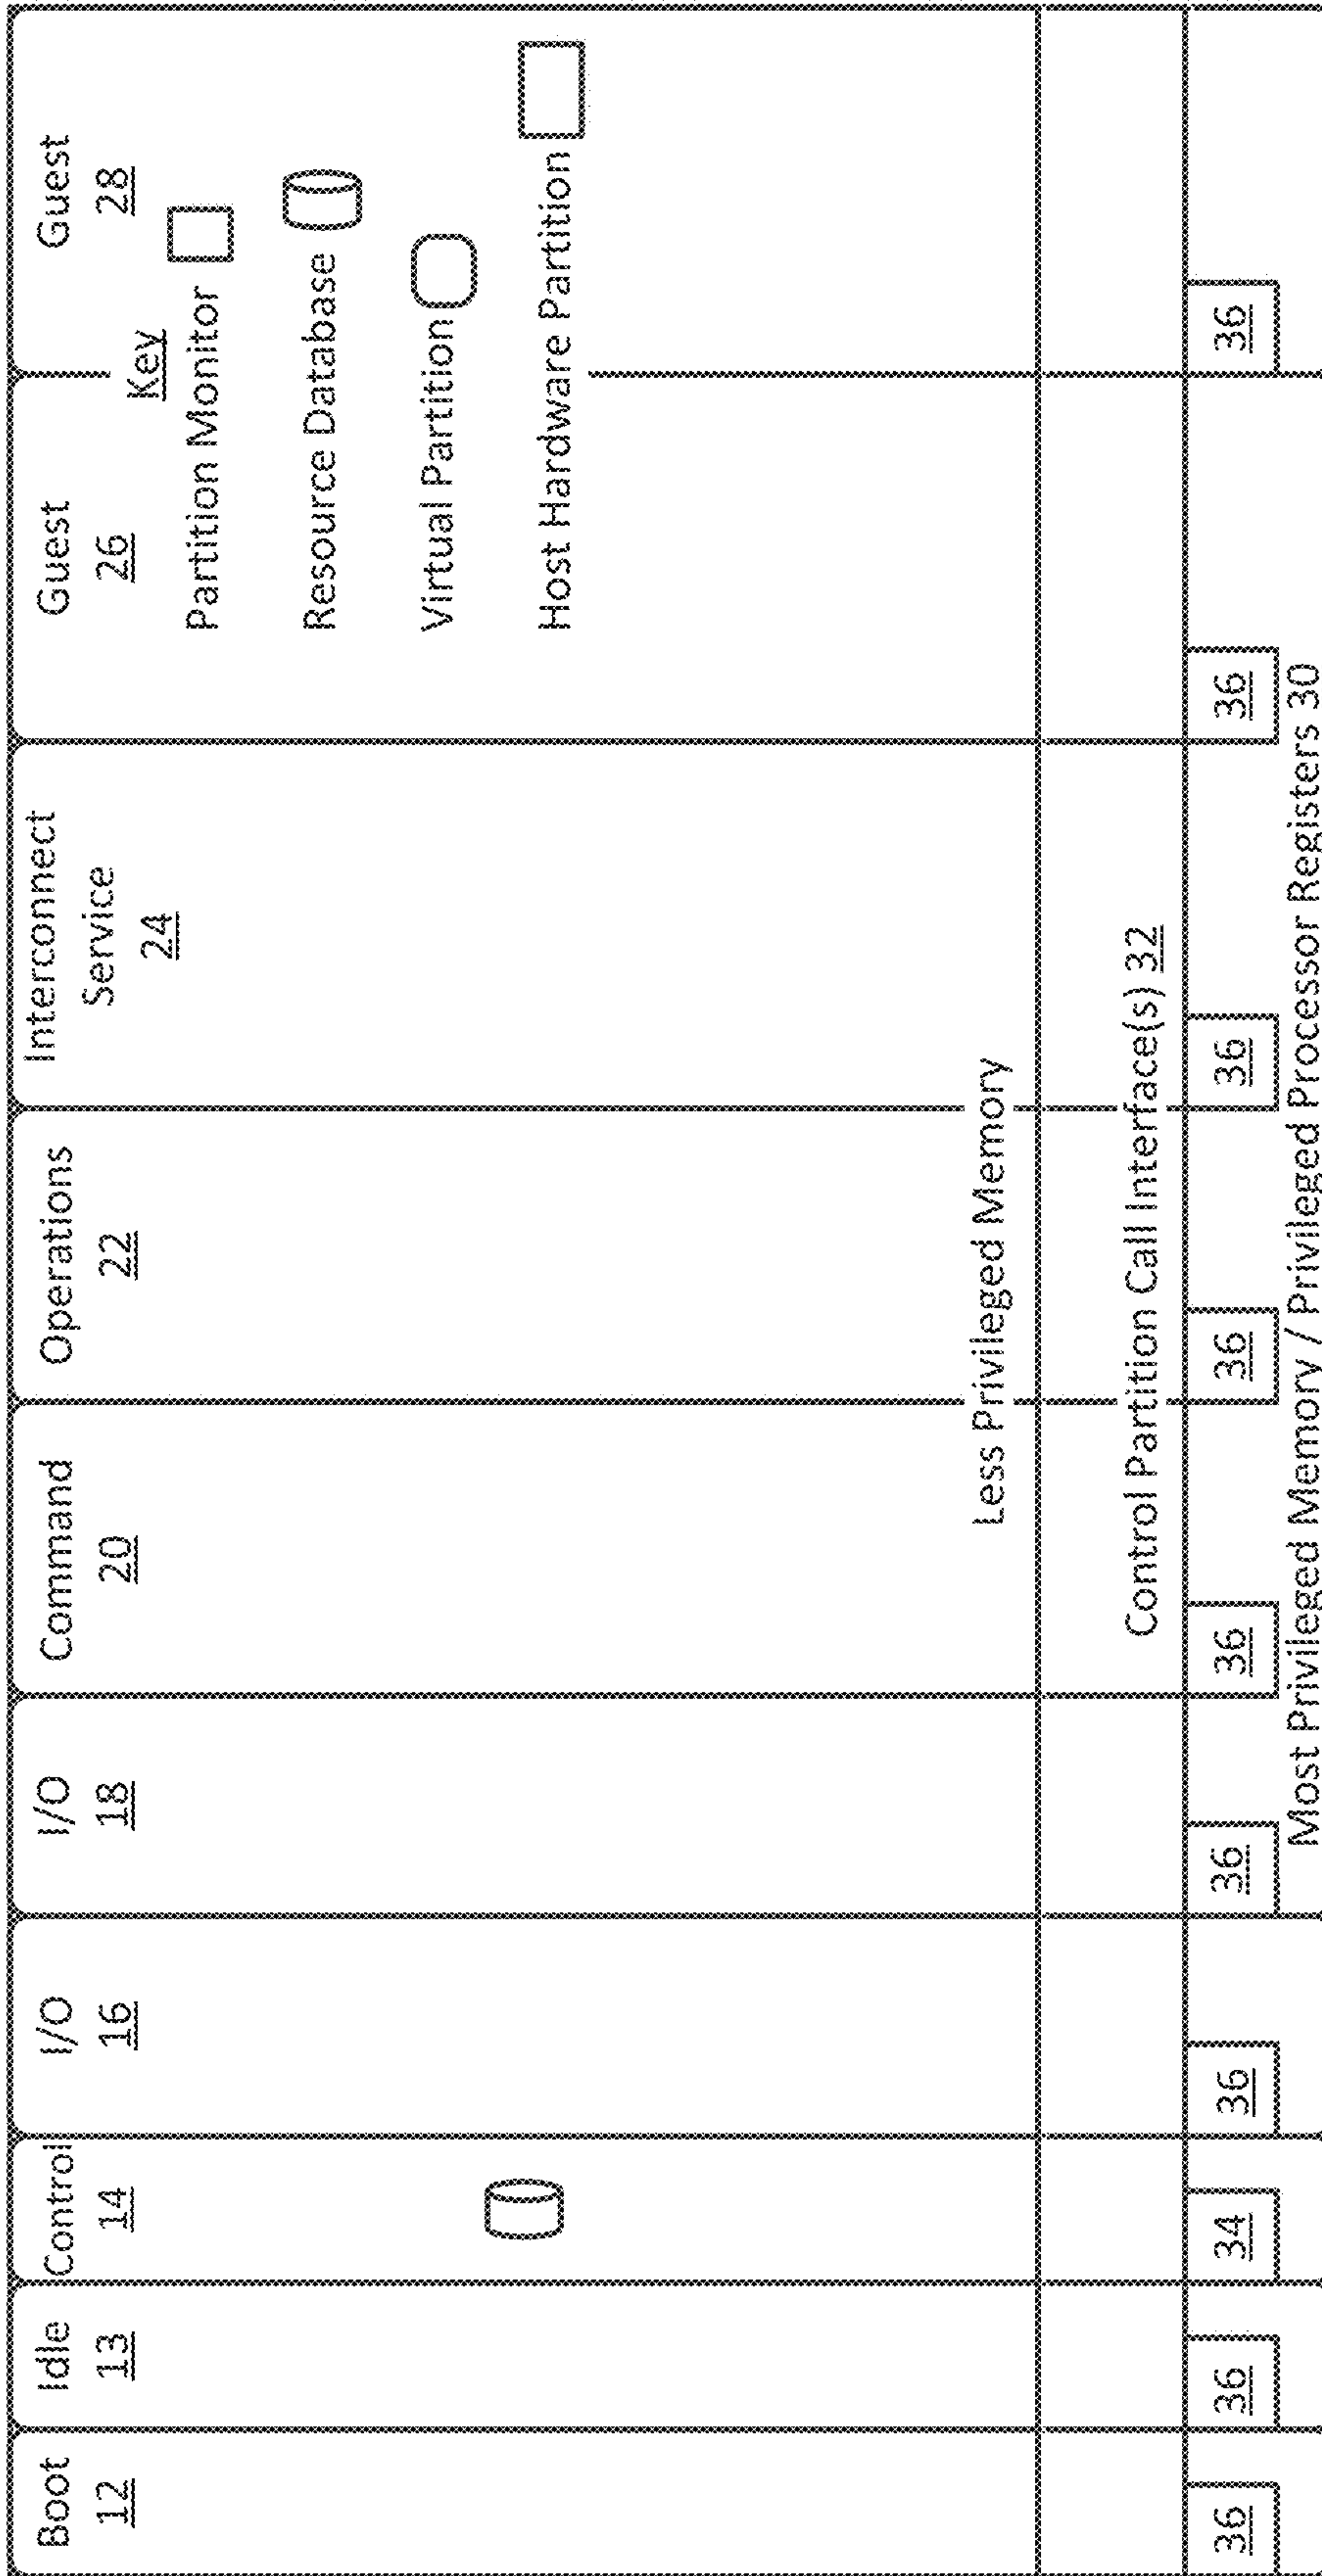 Boot
12
Idle
13
Control
14
I/O
16
I/O
18
Command
20
Operations
22
Interconnect
Service
24
Guest
26
Guest
28
Key
Partition Monitor
Resource Database
Virtual Partition
Host Hardware Partition
Less Privileged Memory
Control Partition Call Interface(s) 32
36
36
34
36
36
36
36
36
36
36
Most Privileged Memory / Privileged Processor Registers 30